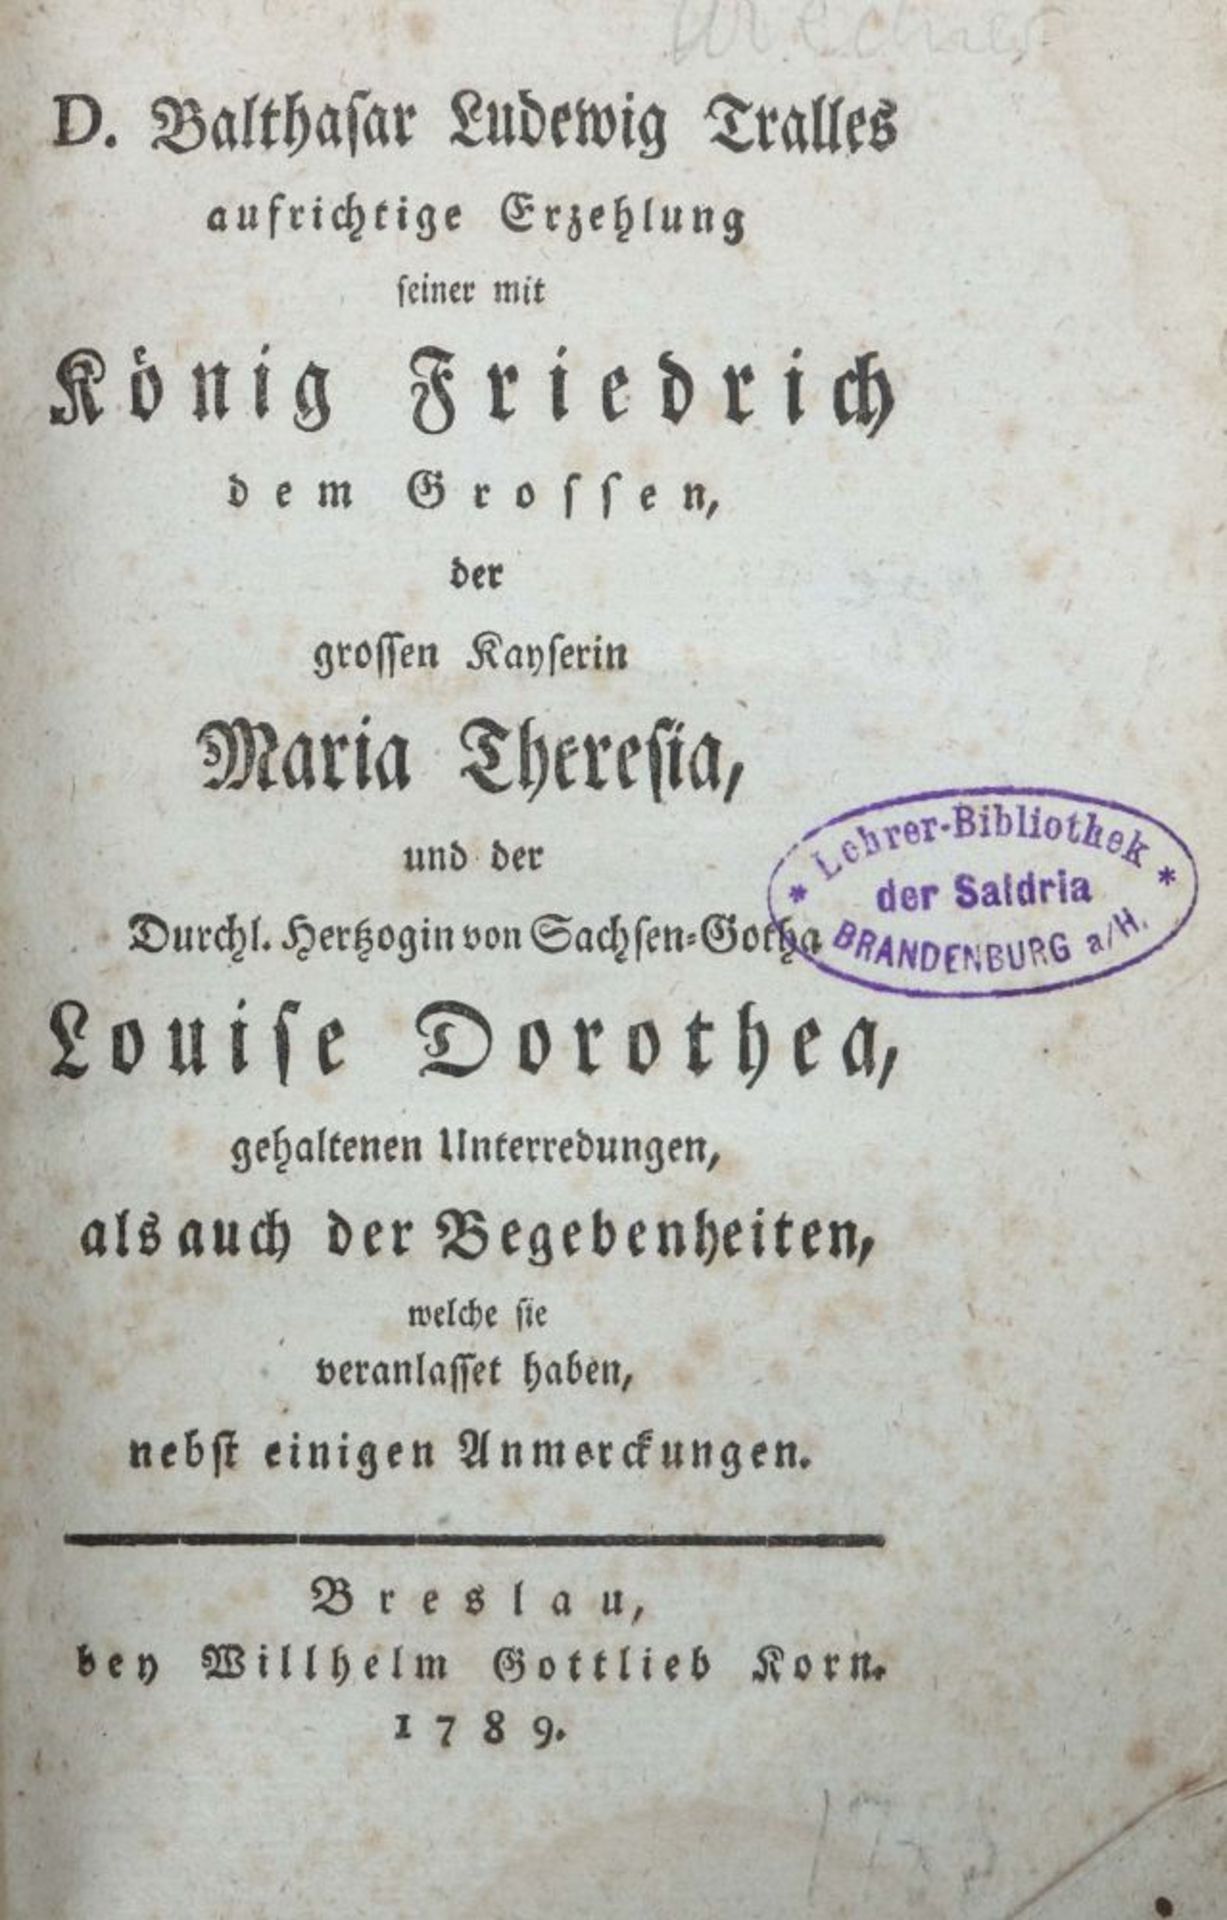 D. Balthaſar Ludewig Tralles
aufrichtige Erzehlung
ſeiner mit
König Friedrich
dem Groſſen,
der
groſſen Kayſerin
Maria Thereſia,
und der
Durchl. Hertzogin von Sachſen-Gotha
Louiſe Dorothea,
gehaltenen Unterredungen,
als auch der Begebenheiten,
welche ſie
veranlaſſet haben,
nebſt einigen Anmerckungen.
Breslau,
bey Willhelm Gottlieb Korn.
1789.
* Lehrer-Bibliothek *
der Saldria
BRANDENBURG a/H.